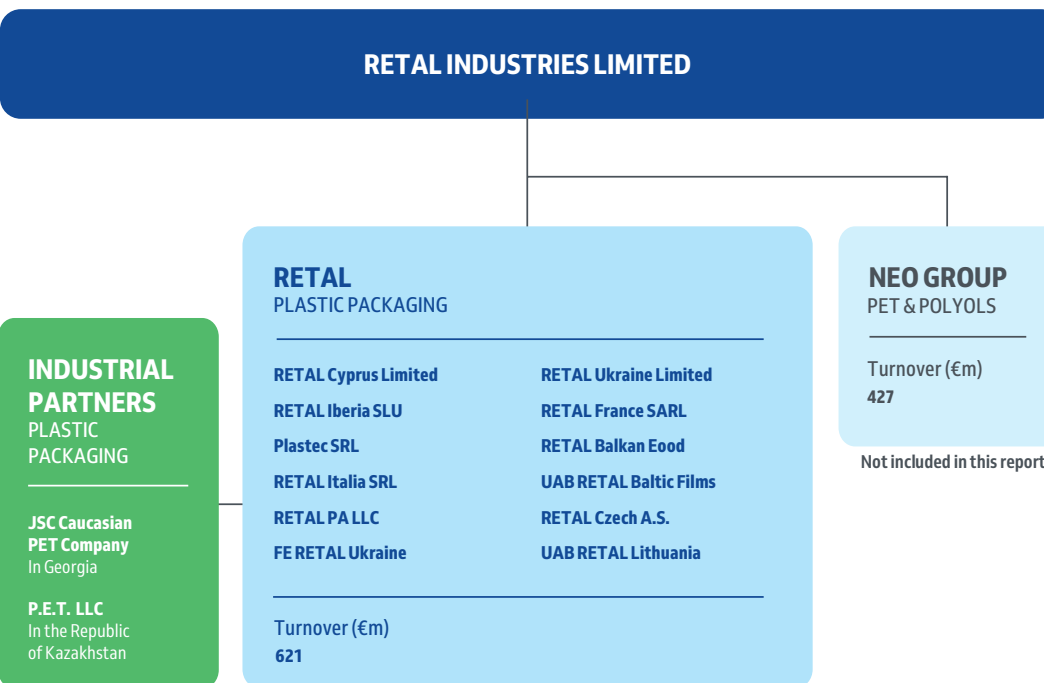 RETAL INDUSTRIES LIMITED
INDUSTRIAL
PARTNERS
PLASTIC
PACKAGING
JSC Caucasian
PET Company
In Georgia
P.E.T. LLC
In the Republic
of Kazakhstan
RETAL
PLASTIC PACKAGING
RETAL Cyprus Limited
RETAL Iberia SLU
Plastec SRL
RETAL Italia SRL
RETAL PA LLC
FE RETAL Ukraine
RETAL Ukraine Limited
RETAL France SARL
RETAL Balkan Eood
UAB RETAL Baltic Films
RETAL Czech A.S.
UAB RETAL Lithuania
Turnover (€m)
621
NEO GROUP
PET & POLYOLS
Turnover (€m)
427
Not included in this report